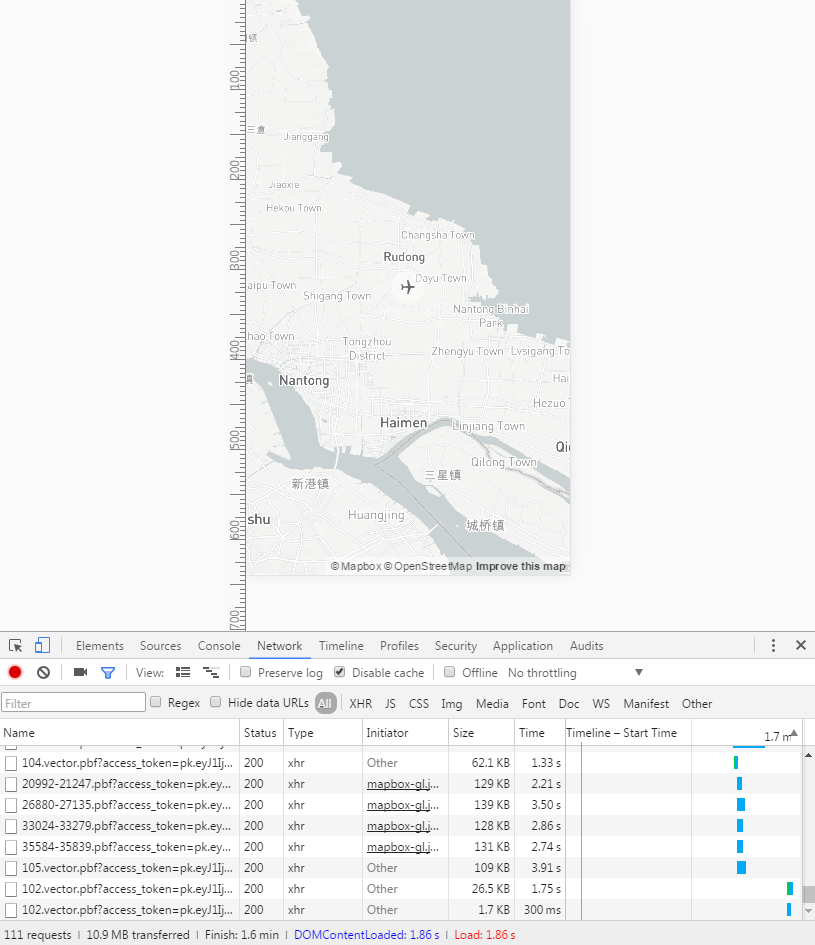 镇
100
三倉
Jianggang
200
Jiaoxie
Hekou Town
Changsha Town
300
Rudong
Dayu Town
aipu Town
Shigang Town
Nantong Binhai
Park
hao Town
Tongzhou
District
400
Zhengyu Town
Lvsigang To
镇
Nantong
Hai
Hezuo
Haimen
Linjiang Town
500
Qi
Qilong Town
三星镇
新港镇
shu
Huangjing
城桥镇
600
© Mapbox © OpenStreetMap Improve this map
700
Elements Sources Console Network Timeline Profiles Security Application Audits
View: Preserve log Disable cache Offline No throttling
Filter Regex Hide data URLs All XHR JS CSS Img Media Font Doc WS Manifest Other
Name Status Type Initiator Size Time Timeline – Start Time 1.7 m
104.vector.pbf?access_token=pk.eyJ1Ij... 200 xhr Other 62.1 KB 1.33 s
20992-21247.pbf?access_token=pk.ey... 200 xhr mapbox-gl.j... 129 KB 2.21 s
26880-27135.pbf?access_token=pk.ey... 200 xhr mapbox-gl.j... 139 KB 3.50 s
33024-33279.pbf?access_token=pk.ey... 200 xhr mapbox-gl.j... 128 KB 2.86 s
35584-35839.pbf?access_token=pk.ey... 200 xhr mapbox-gl.j... 131 KB 2.74 s
105.vector.pbf?access_token=pk.eyJ1Ij... 200 xhr Other 109 KB 3.91 s
102.vector.pbf?access_token=pk.eyJ1Ij... 200 xhr Other 26.5 KB 1.75 s
102.vector.pbf?access_token=pk.eyJ1Ij... 200 xhr Other 1.7 KB 300 ms
111 requests | 10.9 MB transferred | Finish: 1.6 min | DOMContentLoaded: 1.86 s | Load: 1.86 s